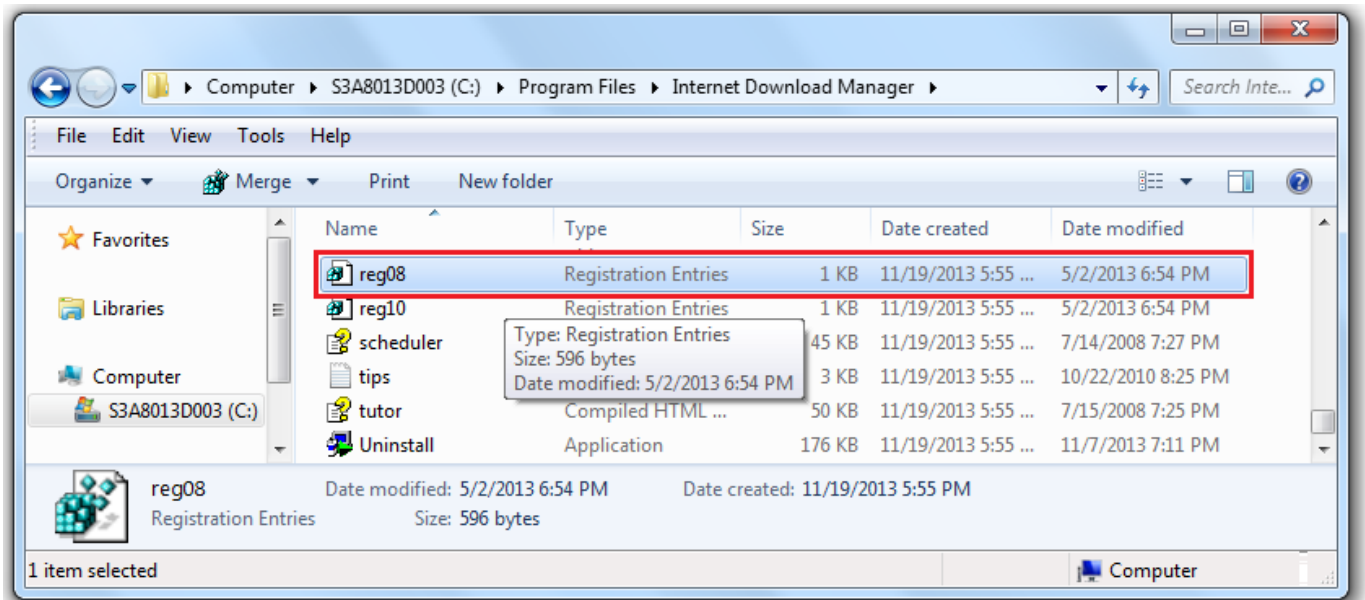 Computer S3A8013D003 (C:) Program Files Internet Download Manager Search Inte...
File Edit View Tools Help
Organize Merge Print New folder
Favorites
Libraries
Computer
S3A8013D003 (C:)
Name Type Size Date created Date modified
reg08 Registration Entries 1 KB 11/19/2013 5:55 ... 5/2/2013 6:54 PM
reg10 Registration Entries 1 KB 11/19/2013 5:55 ... 5/2/2013 6:54 PM
scheduler 45 KB 11/19/2013 5:55 ... 7/14/2008 7:27 PM
tips 3 KB 11/19/2013 5:55 ... 10/22/2010 8:25 PM
tutor Compiled HTML ... 50 KB 11/19/2013 5:55 ... 7/15/2008 7:25 PM
Uninstall Application 176 KB 11/19/2013 5:55 ... 11/7/2013 7:11 PM
Type: Registration Entries
Size: 596 bytes
Date modified: 5/2/2013 6:54 PM
reg08 Date modified: 5/2/2013 6:54 PM Date created: 11/19/2013 5:55 PM
Registration Entries Size: 596 bytes
1 item selected Computer